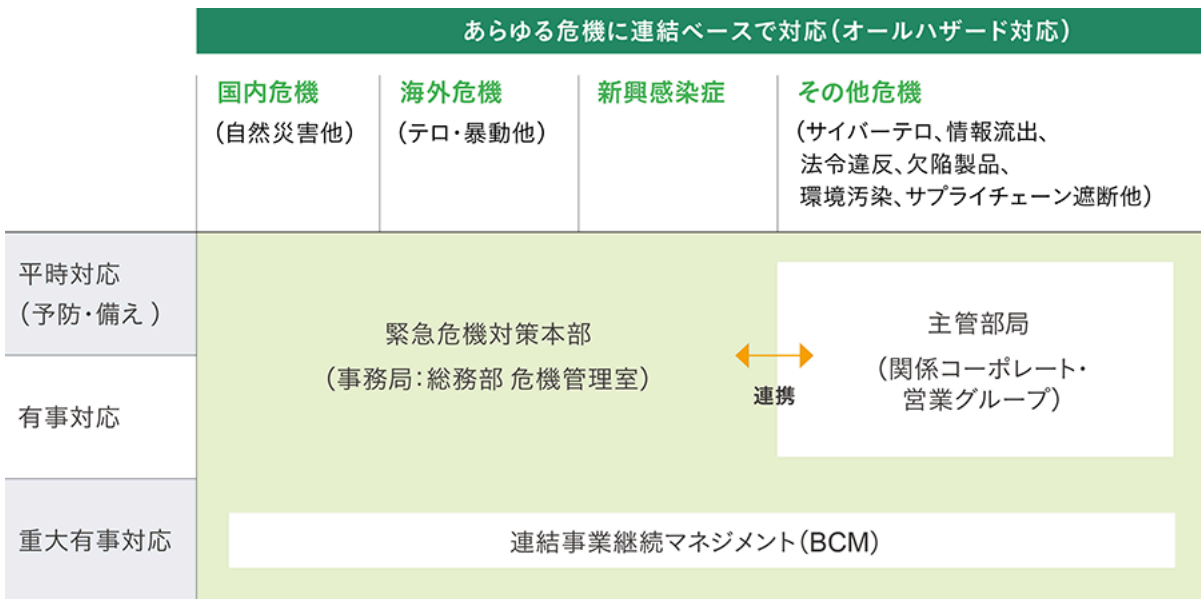 あらゆる危機に連結ベースで対応(オールハザード対応)
国内危機
(自然災害他)
海外危機
(テロ・暴動他)
新興感染症
その他危機
(サイバーテロ、情報流出、
法令違反、欠陥製品、
環境汚染、サプライチェーン遮断他)
平時対応
(予防・備え )
緊急危機対策本部
(事務局:総務部 危機管理室)
連携
主管部局
(関係コーポレート・
営業グループ)
有事対応
重大有事対応
連結事業継続マネジメント(BCM)